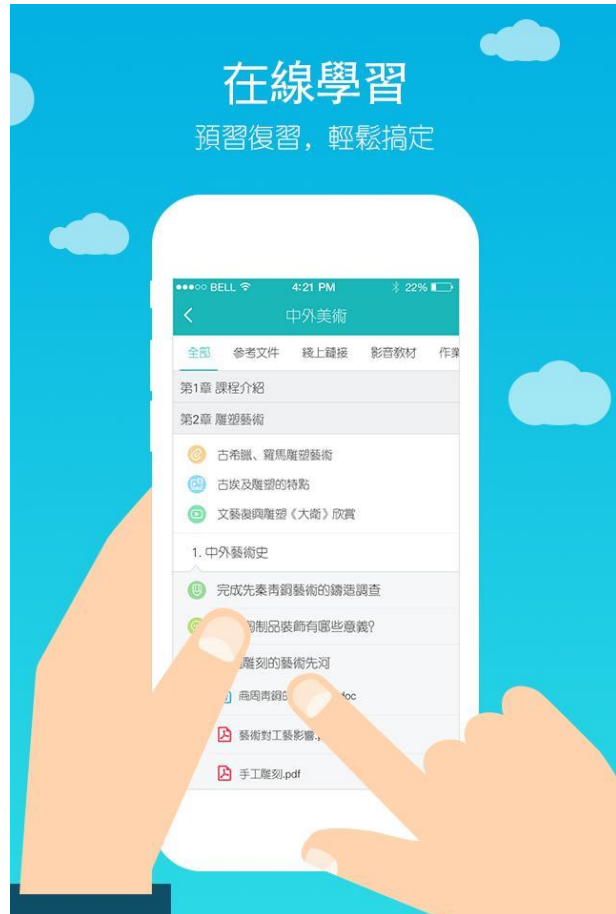 在線學習
預習復習，輕鬆搞定
BELL 4:21 PM 22%
中外美術
全部 參考文件 綫上鏈接 影音教材 作業
第1章 課程介紹
第2章 雕塑藝術
古希臘、羅馬雕塑藝術
古埃及雕塑的特點
文藝復興雕塑《大衛》欣賞
1. 中外藝術史
完成先秦青銅藝術的鑄造調查
制品裝飾有哪些意義?
雕刻的藝術先河
商周青銅 doc
藝術對工藝影響
手工雕刻.pdf